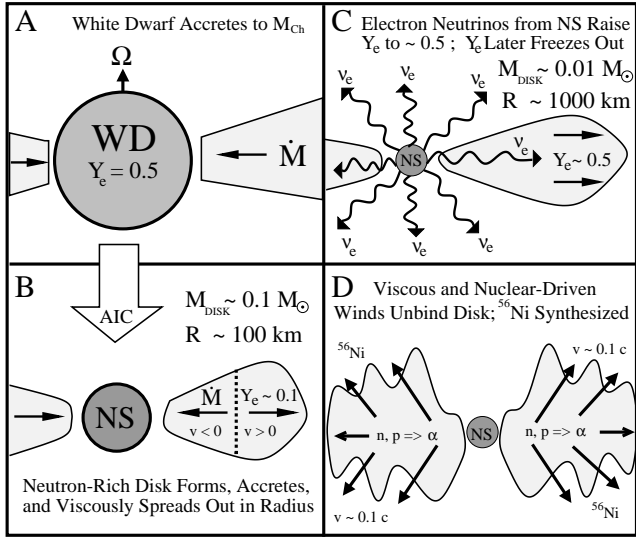 A
White Dwarf Accretes to M_Ch
Ω
WD
Y_e = 0.5
Ṁ
AIC
B
M_DISK ~ 0.1 M_⊙
R ~ 100 km
NS
Ṁ
v < 0
Y_e ~ 0.1
v > 0
Neutron-Rich Disk Forms, Accretes,
and Viscously Spreads Out in Radius
C
Electron Neutrinos from NS Raise
Y_e to ~ 0.5 ; Y_e Later Freezes Out
M_DISK ~ 0.01 M_⊙
R ~ 1000 km
ν_e
ν_e
ν_e
NS
ν_e
Y_e ~ 0.5
ν_e
ν_e
ν_e
D
Viscous and Nuclear-Driven
Winds Unbind Disk; ⁵⁶Ni Synthesized
⁵⁶Ni
v ~ 0.1 c
n, p => α
NS
n, p => α
v ~ 0.1 c
⁵⁶Ni